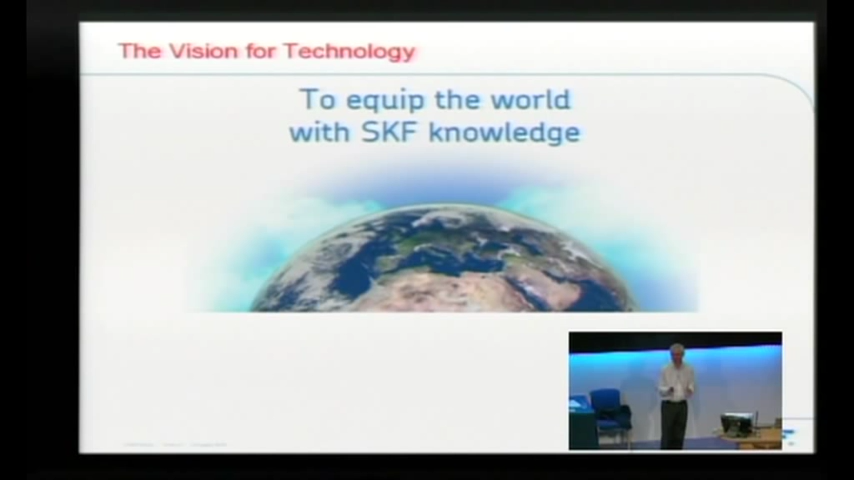 The Vision for Technology
To equip the world
with SKF knowledge